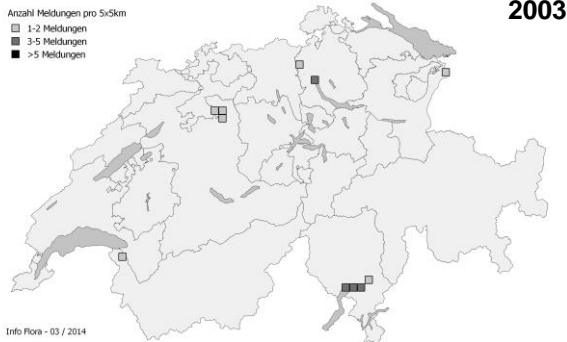 Anzahl Meldungen pro 5x5km
2003
1-2 Meldungen
3-5 Meldungen
>5 Meldungen
Info Flora - 03 / 2014